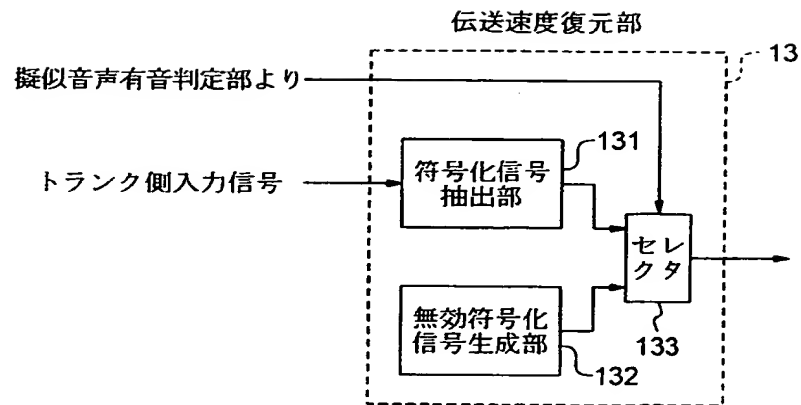 伝送速度復元部
13
擬似音声有音判定部より
131
符号化信号
抽出部
トランク側入力信号
セレ
クタ
133
無効符号化
信号生成部
132